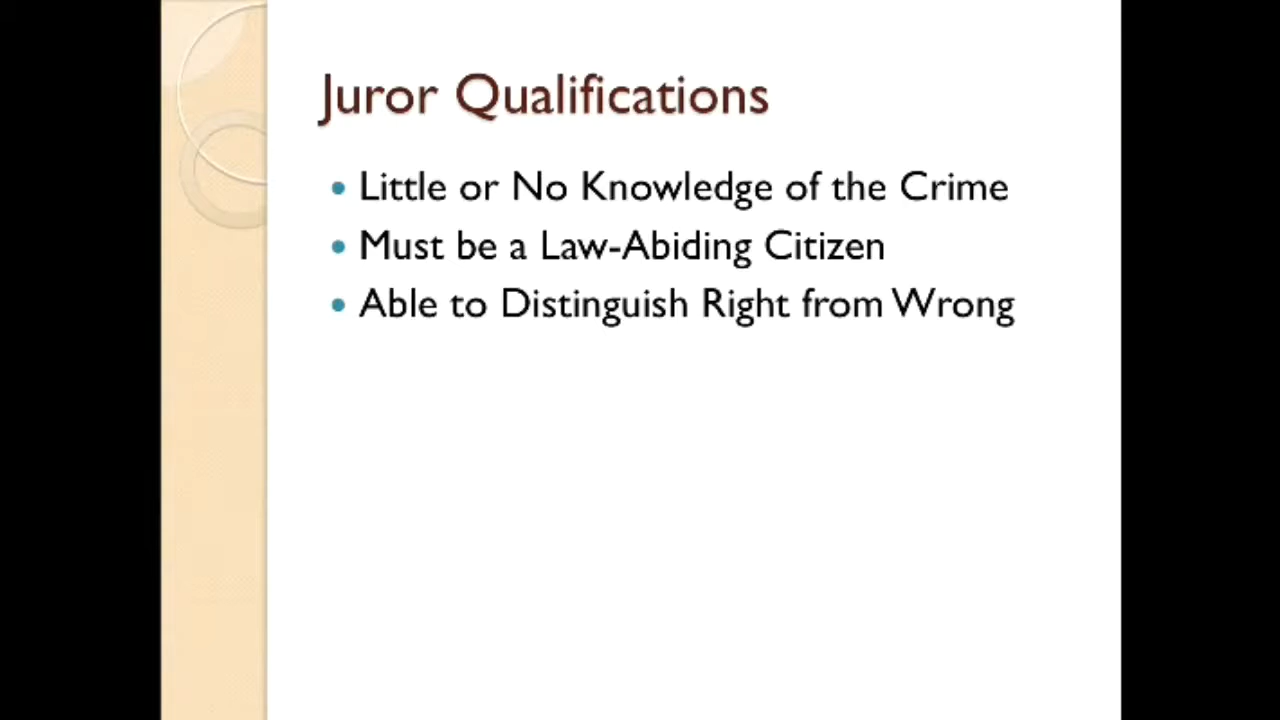 Juror Qualifications
• Little or No Knowledge of the Crime
• Must be a Law-Abiding Citizen
• Able to Distinguish Right from Wrong